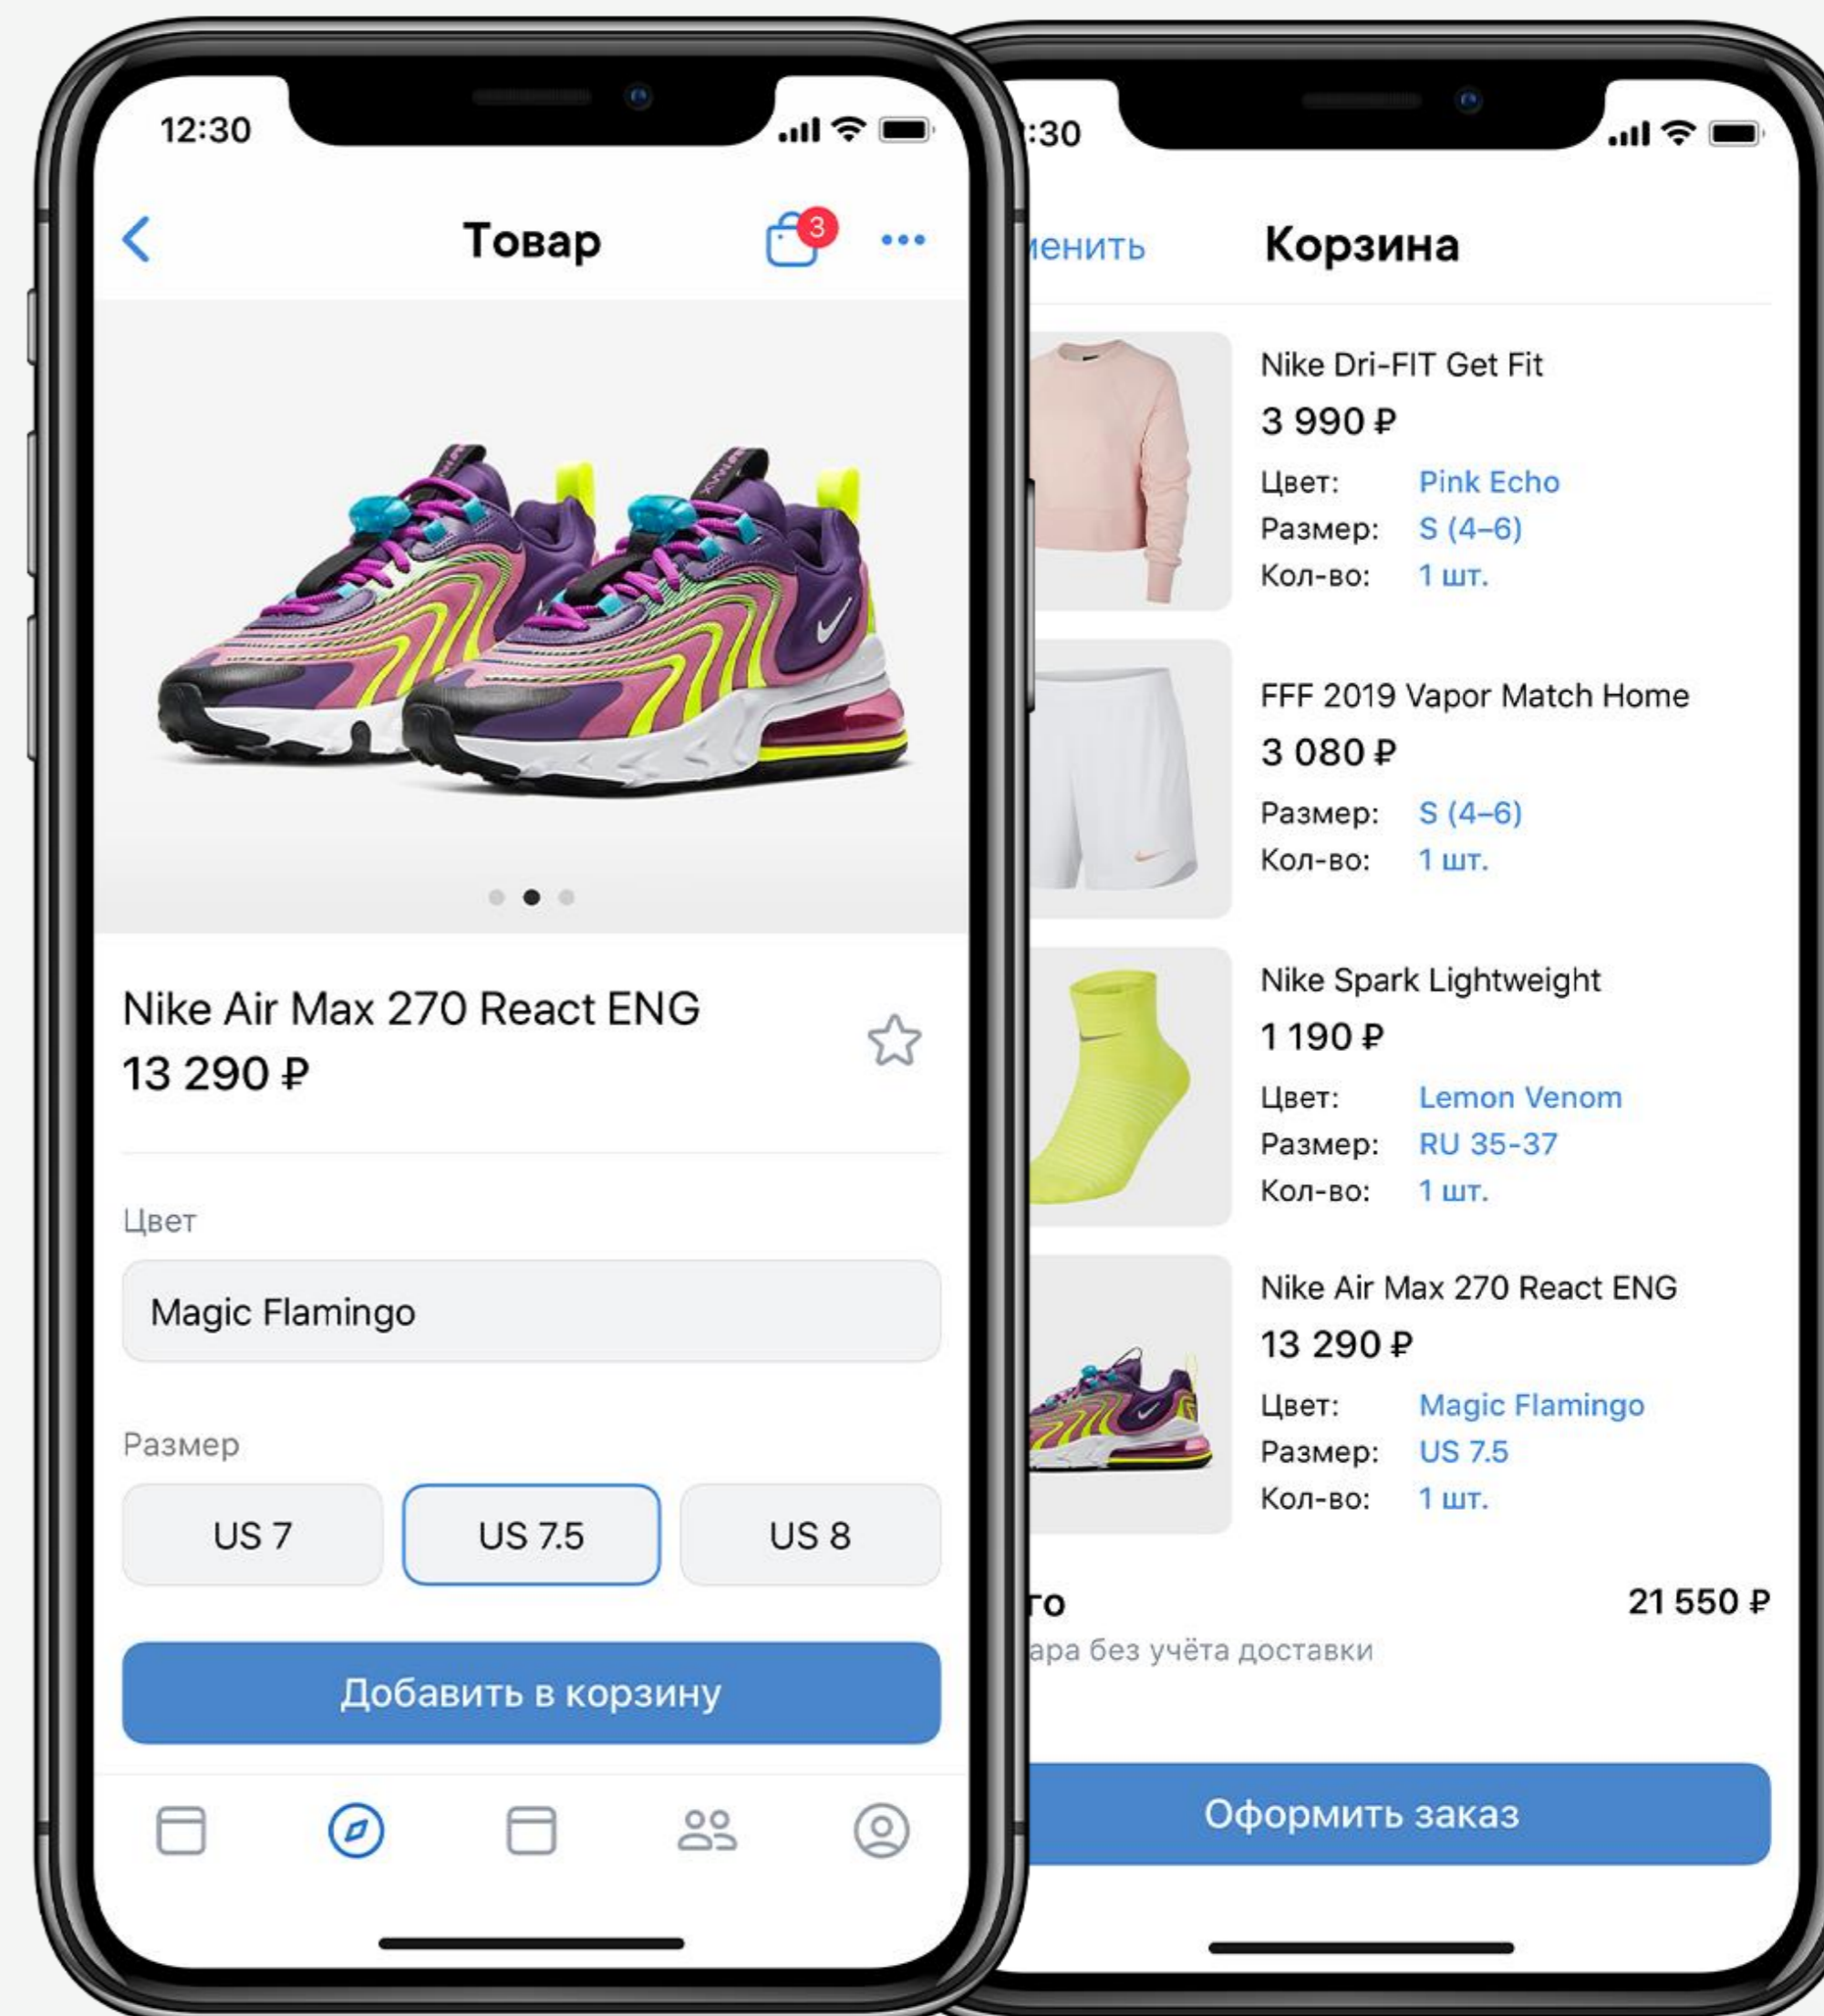 12:30
Товар
3
Nike Air Max 270 React ENG
13 290 ₽
Цвет
Magic Flamingo
Размер
US 7
US 7.5
US 8
Добавить в корзину
:30
менить
Корзина
Nike Dri-FIT Get Fit
3 990 ₽
Цвет: Pink Echo
Размер: S (4–6)
Кол-во: 1 шт.
FFF 2019 Vapor Match Home
3 080 ₽
Размер: S (4–6)
Кол-во: 1 шт.
Nike Spark Lightweight
1 190 ₽
Цвет: Lemon Venom
Размер: RU 35-37
Кол-во: 1 шт.
Nike Air Max 270 React ENG
13 290 ₽
Цвет: Magic Flamingo
Размер: US 7.5
Кол-во: 1 шт.
го 21 550 ₽
ара без учёта доставки
Оформить заказ